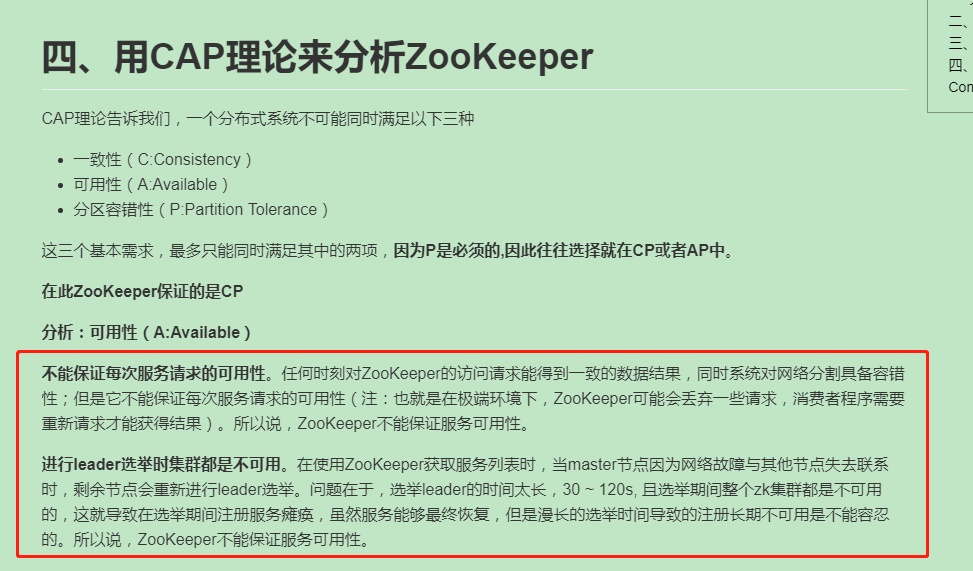 四、用CAP理论来分析ZooKeeper
CAP理论告诉我们，一个分布式系统不可能同时满足以下三种
• 一致性（C:Consistency）
• 可用性（A:Available）
• 分区容错性（P:Partition Tolerance）
这三个基本需求，最多只能同时满足其中的两项，因为P是必须的,因此往往选择就在CP或者AP中。
在此ZooKeeper保证的是CP
分析：可用性（A:Available）
不能保证每次服务请求的可用性。任何时刻对ZooKeeper的访问请求能得到一致的数据结果，同时系统对网络分割具备容错
性；但是它不能保证每次服务请求的可用性（注：也就是在极端环境下，ZooKeeper可能会丢弃一些请求，消费者程序需要
重新请求才能获得结果）。所以说，ZooKeeper不能保证服务可用性。
进行leader选举时集群都是不可用。在使用ZooKeeper获取服务列表时，当master节点因为网络故障与其他节点失去联系
时，剩余节点会重新进行leader选举。问题在于，选举leader的时间太长，30 ~ 120s, 且选举期间整个zk集群都是不可用
的，这就导致在选举期间注册服务瘫痪，虽然服务能够最终恢复，但是漫长的选举时间导致的注册长期不可用是不能容忍
的。所以说，ZooKeeper不能保证服务可用性。
二、
三、
四、
Con